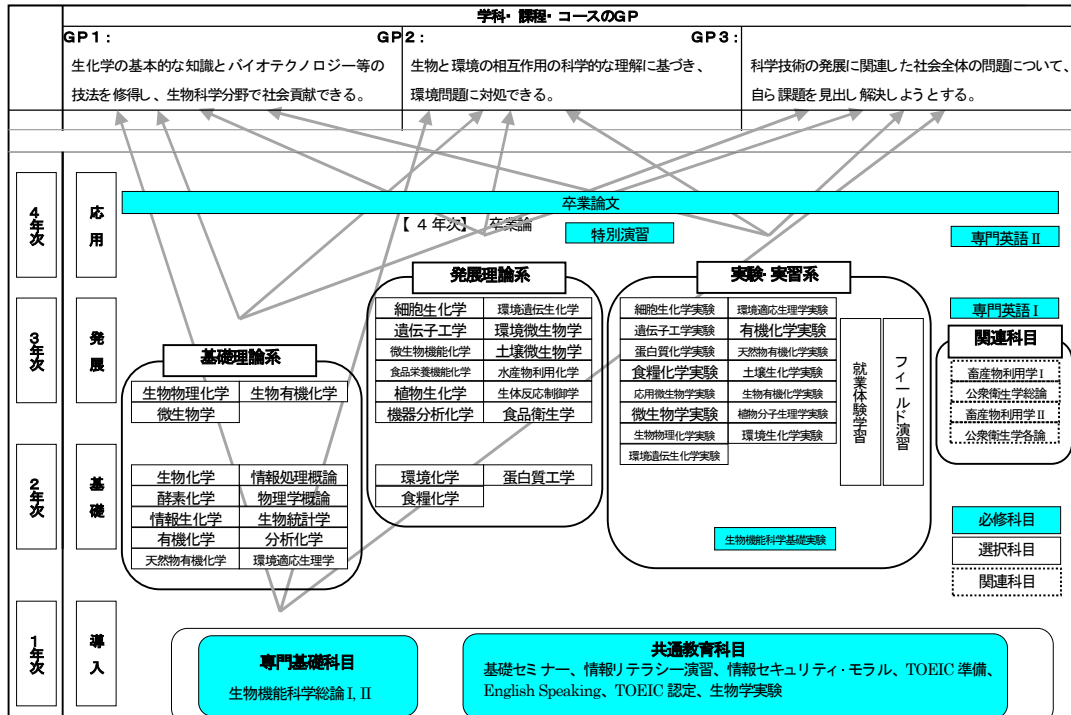 学科・課程・コースのGP
GP1:
生化学の基本的な知識とバイオテクノロジー等の
技法を修得し、生物科学分野で社会貢献できる。
GP2:
生物と環境の相互作用の科学的な理解に基づき、
環境問題に対処できる。
GP3:
科学技術の発展に関連した社会全体の問題について、
自ら課題を見出し解決しようとする。
4年次
応用
卒業論文
【4年次】 卒業論
特別演習
専門英語Ⅱ
3年次
発展
専門英語Ⅰ
基礎理論系
生物物理化学 生物有機化学
微生物学
発展理論系
細胞生化学 環境遺伝生化学
遺伝子工学 環境微生物学
微生物機能化学 土壌微生物学
食品栄養機能化学 水産物利用化学
植物生化学 生体反応制御学
機器分析化学 食品衛生学
実験・実習系
細胞生化学実験 環境適応生理学実験
遺伝子工学実験 有機化学実験
蛋白質化学実験 天然物有機化学実験
食糧化学実験 土壌生化学実験
応用微生物学実験 生物有機化学実験
微生物学実験 植物分子生理学実験
生物物理化学実験 環境生化学実験
環境遺伝生化学実験
就業体験学習
フィールド演習
関連科目
畜産物利用学Ⅰ
公衆衛生学総論
畜産物利用学Ⅱ
公衆衛生学各論
2年次
基礎
生物化学 情報処理概論
酵素化学 物理学概論
情報生化学 生物統計学
有機化学 分析化学
天然物有機化学 環境適応生理学
環境化学 蛋白質工学
食糧化学
生物機能科学基礎実験
必修科目
選択科目
関連科目
1年次
導入
専門基礎科目
生物機能科学総論 I, II
共通教育科目
基礎セミナー、情報リテラシー演習、情報セキュリティ・モラル、TOEIC 準備、
English Speaking、TOEIC 認定、生物学実験